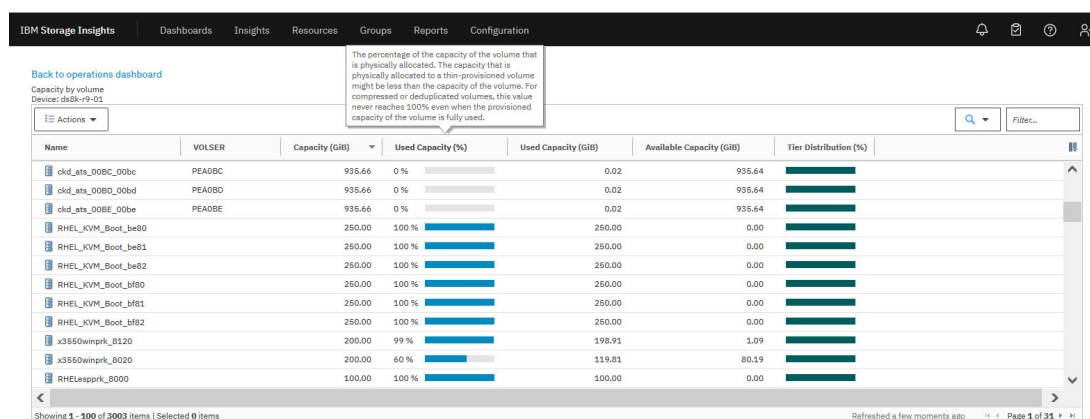 IBM Storage Insights Dashboards Insights Resources Groups Reports Configuration
The percentage of the capacity of the volume that
is physically allocated. The capacity that is
physically allocated to a thin-provisioned volume
might be less than the capacity of the volume. For
compressed or deduplicated volumes, this value
never reaches 100% even when the provisioned
capacity of the volume is fully used.
Back to operations dashboard
Capacity by volume
Device: ds8k-r9-01
Actions Filter...
Name VOLSER Capacity (GiB) Used Capacity (%) Used Capacity (GiB) Available Capacity (GiB) Tier Distribution (%)
ckd_ats_00BC_00bc PEA0BC 935.66 0 % 0.02 935.64
ckd_ats_00BD_00bd PEA0BD 935.66 0 % 0.02 935.64
ckd_ats_00BE_00be PEA0BE 935.66 0 % 0.02 935.64
RHEL_KVM_Boot_be80 250.00 100 % 250.00 0.00
RHEL_KVM_Boot_be81 250.00 100 % 250.00 0.00
RHEL_KVM_Boot_be82 250.00 100 % 250.00 0.00
RHEL_KVM_Boot_bf80 250.00 100 % 250.00 0.00
RHEL_KVM_Boot_bf81 250.00 100 % 250.00 0.00
RHEL_KVM_Boot_bf82 250.00 100 % 250.00 0.00
x3550winprk_8120 200.00 99 % 198.91 1.09
x3550winprk_8020 200.00 60 % 119.81 80.19
RHELespprk_8000 100.00 100 % 100.00 0.00
Showing 1 - 100 of 3003 items | Selected 0 items Refreshed a few moments ago Page 1 of 31